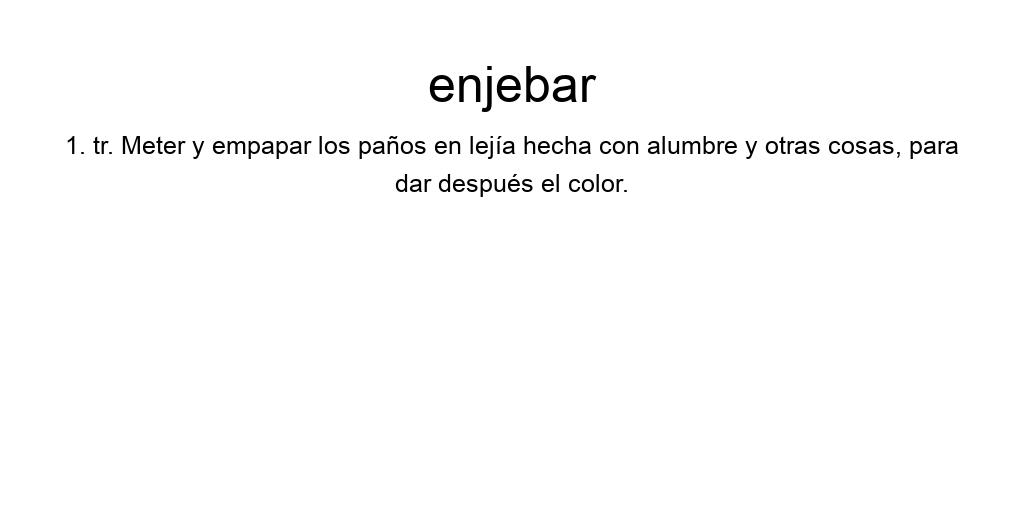 enjebar
1. tr. Meter y empapar los paños en lejía hecha con alumbre y otras cosas, para
dar después el color.